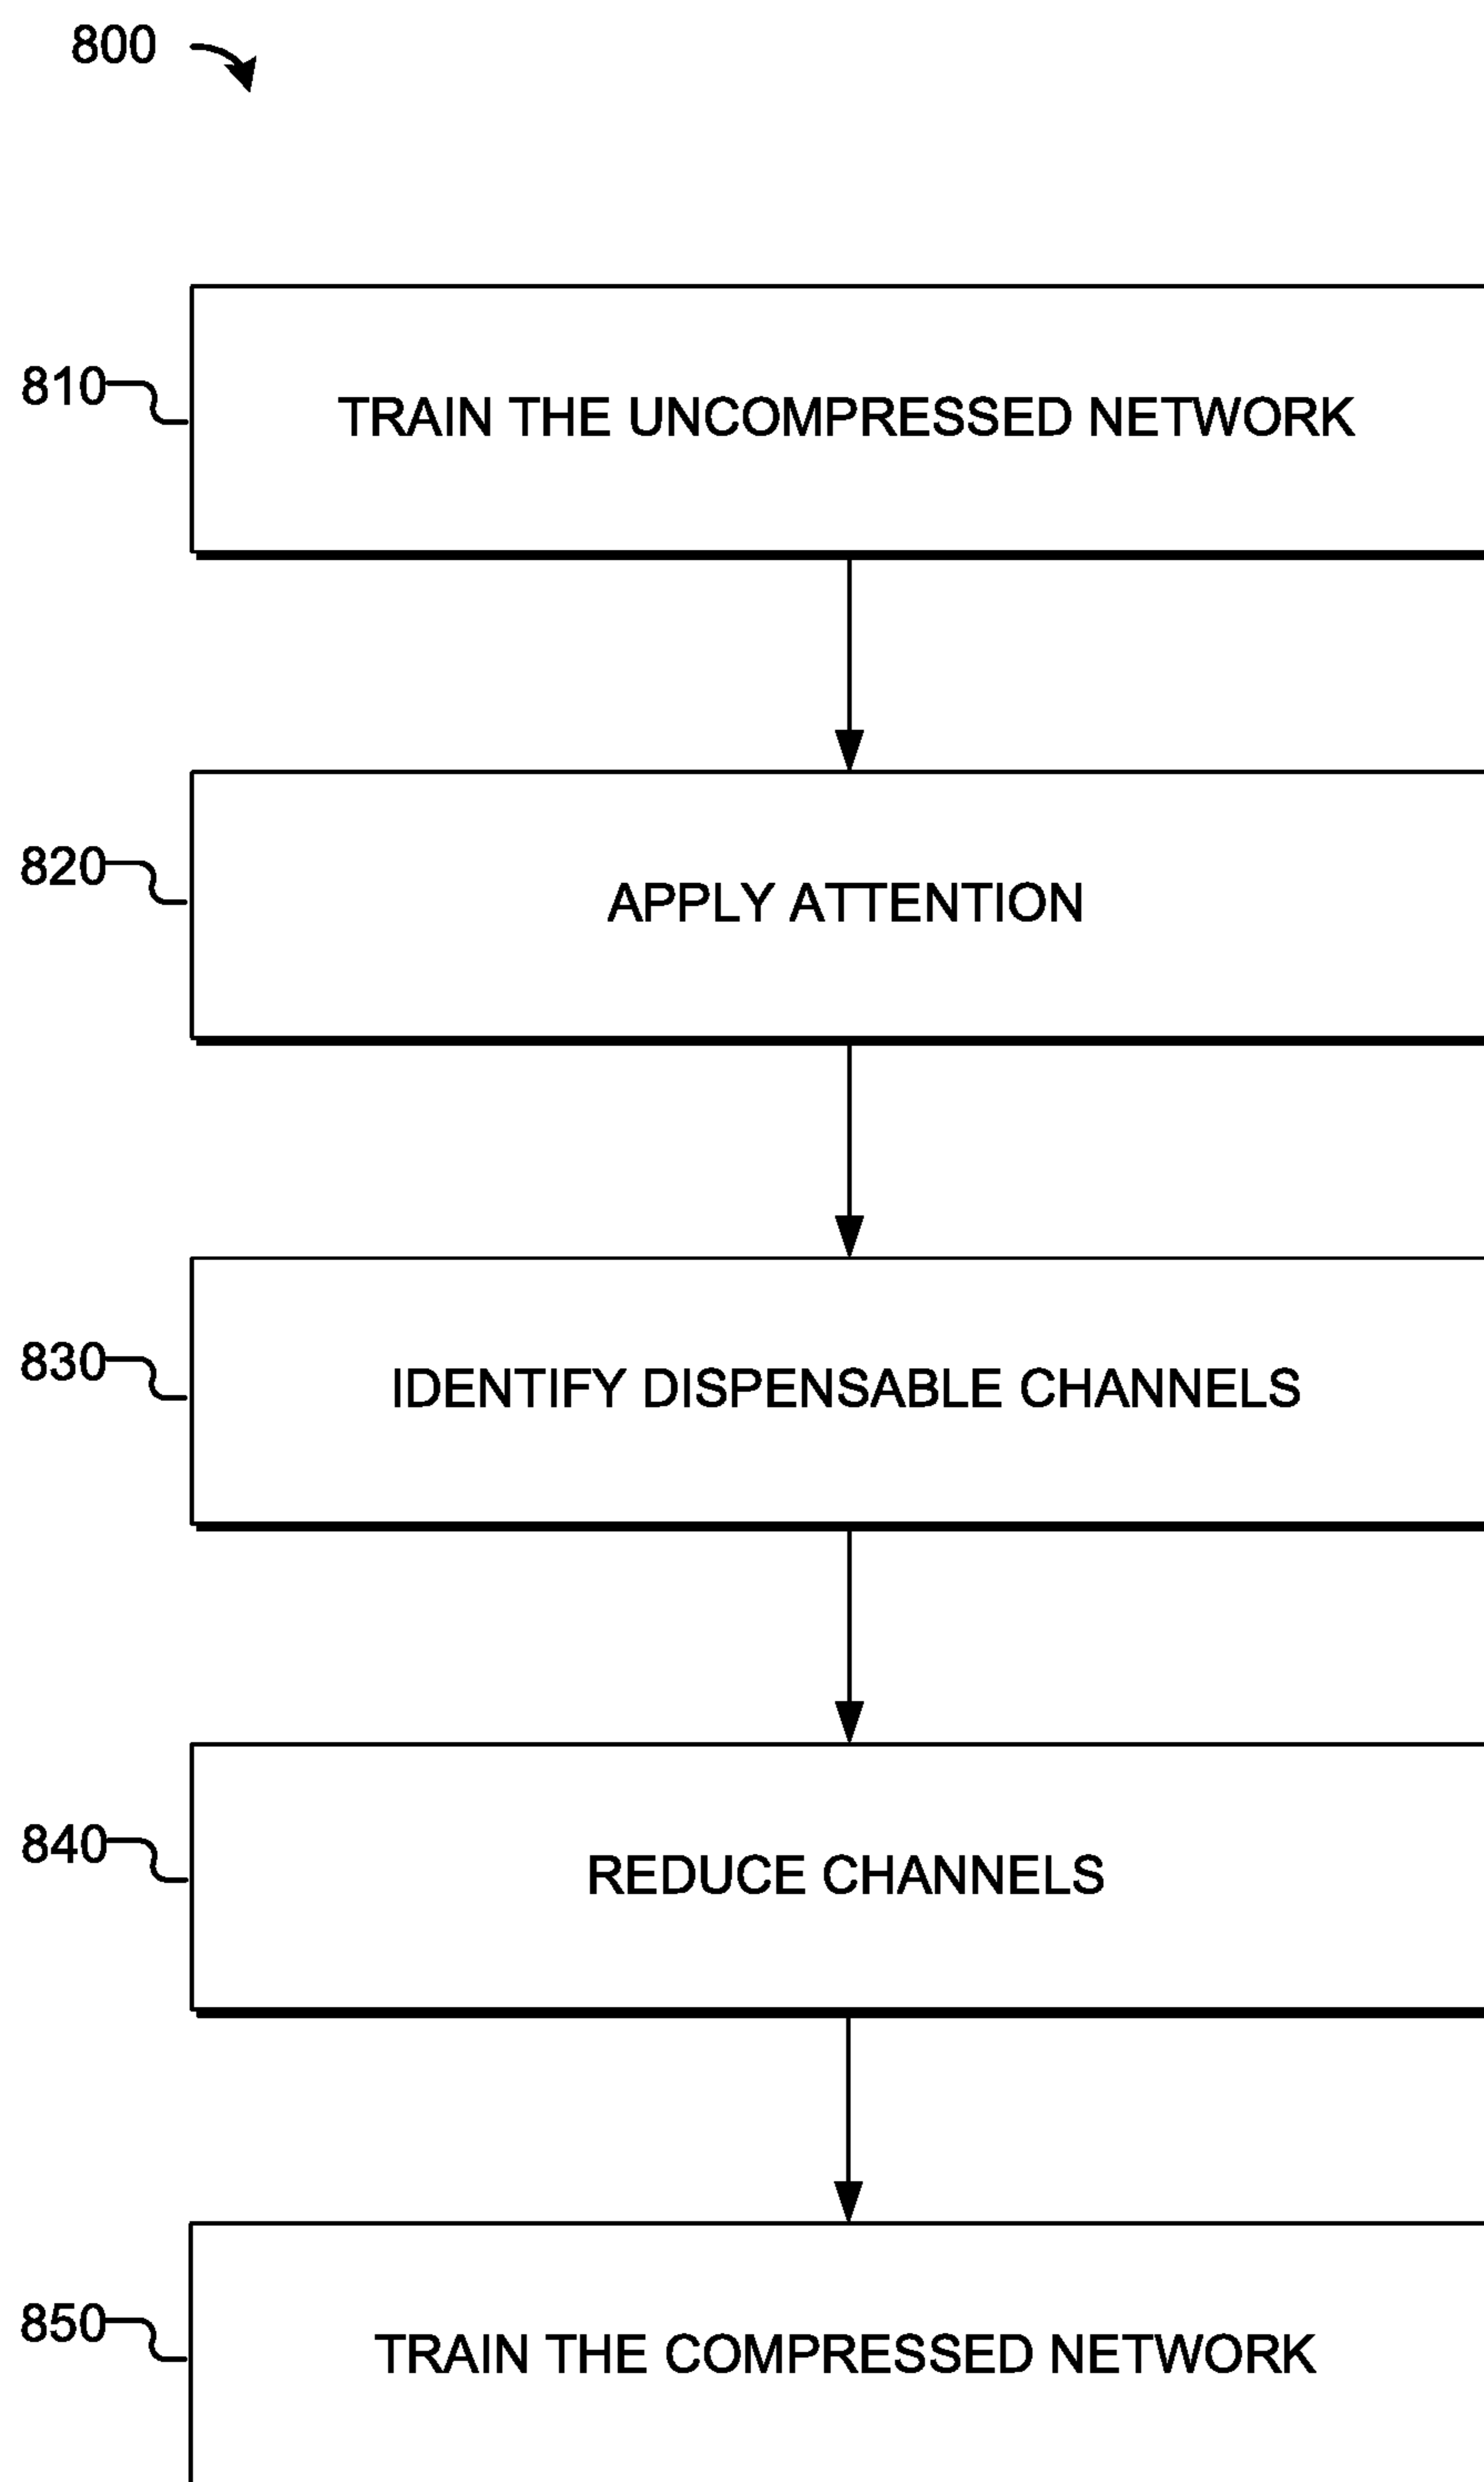 800
810
TRAIN THE UNCOMPRESSED NETWORK
820
APPLY ATTENTION
830
IDENTIFY DISPENSABLE CHANNELS
840
REDUCE CHANNELS
850
TRAIN THE COMPRESSED NETWORK